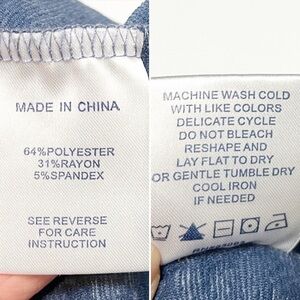 MADE IN CHINA
64%POLYESTER
31%RAYON
5%SPANDEX
SEE REVERSE
FOR CARE
INSTRUCTION
MACHINE WASH COLD
WITH LIKE COLORS
DELICATE CYCLE
DO NOT BLEACH
RESHAPE AND
LAY FLAT TO DRY
OR GENTLE TUMBLE DRY
COOL IRON
IF NEEDED